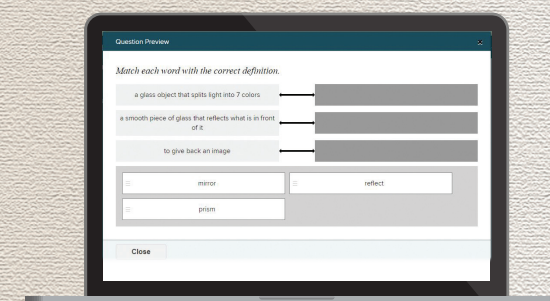 Question Preview
Match each word with the correct definition.
a glass object that splits light into 7 colors
a smooth piece of glass that reflects what is in front
of it
to give back an image
mirror
reflect
prism
Close